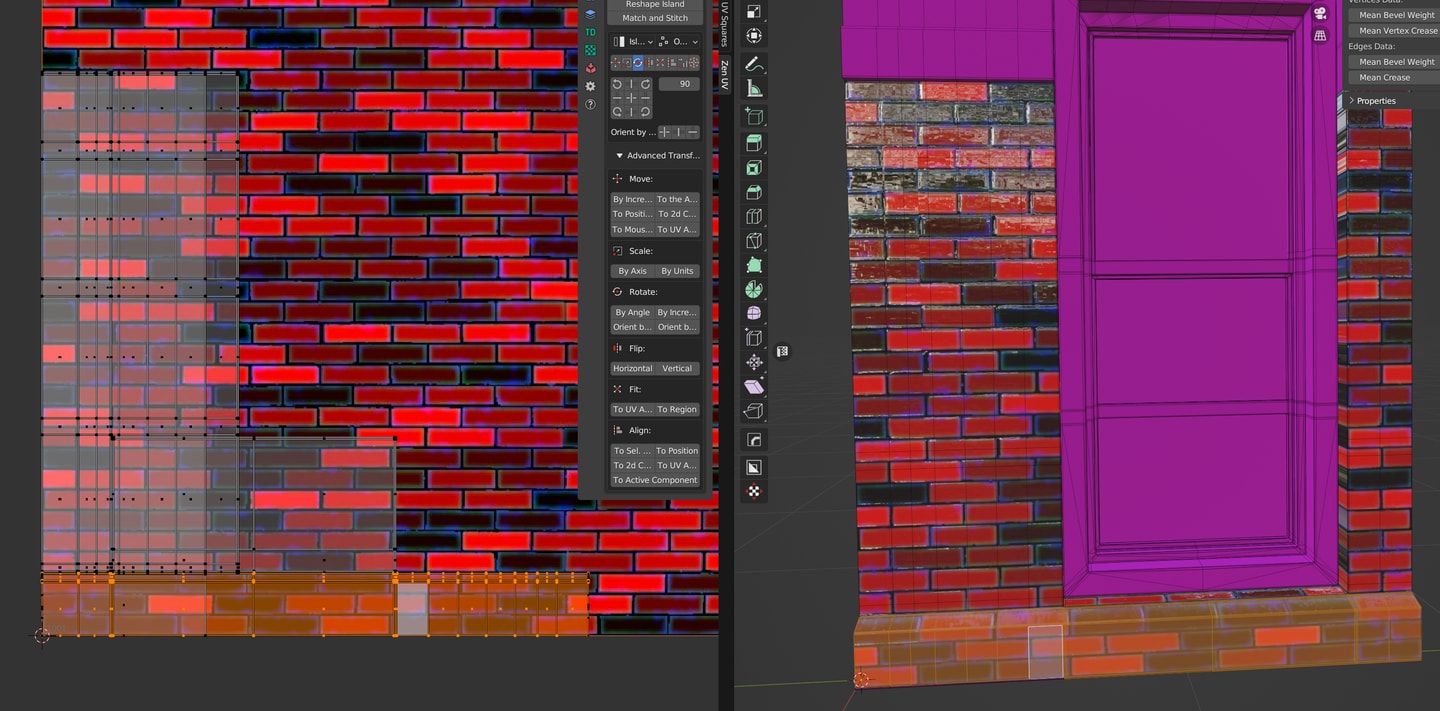 Reshape Island
Match and Stitch
UV Squares
Zen UV
TD
Isl...
O...
90
Orient by ...
Advanced Transf...
Move:
By Incre... To the A...
To Positi... To 2d C...
To Mous... To UV A...
Scale:
By Axis By Units
Rotate:
By Angle By Incre...
Orient b... Orient b...
Flip:
Horizontal Vertical
Fit:
To UV A... To Region
Align:
To Sel. ... To Position
To 2d C... To UV A...
To Active Component
Vertices Data:
Mean Bevel Weight
Mean Vertex Crease
Edges Data:
Mean Bevel Weight
Mean Crease
Properties